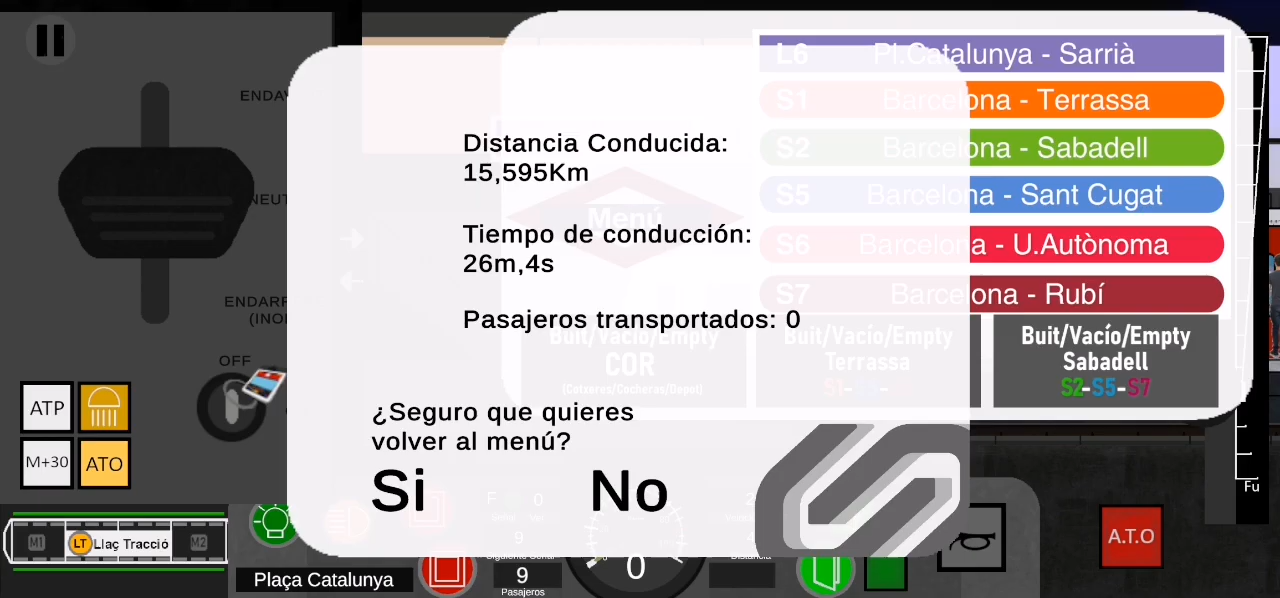 L6 Pl.Catalunya - Sarrià
S1 Barcelona - Terrassa
S2 Barcelona - Sabadell
S5 Barcelona - Sant Cugat
S6 Barcelona - U.Autònoma
S7 Barcelona - Rubí
Buit/Vacío/Empty
COR
(Cotxeres/Cocheras/Depot)
Buit/Vacío/Empty
Terrassa
Buit/Vacío/Empty
Sabadell
S2-S5-S7
Menú
Distancia Conducida:
15,595Km
Tiempo de conducción:
26m,4s
Pasajeros transportados: 0
¿Seguro que quieres
volver al menú?
Si No
OFF
ATP
M+30 ATO
M1 LT Llaç Tracció M2
Plaça Catalunya
9
Pasajeros
0
A.T.O
Fu